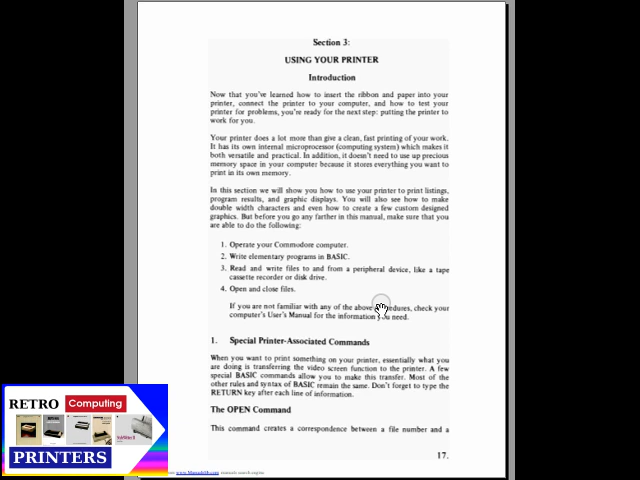 Section 3:
USING YOUR PRINTER
Introduction
Now that you've learned how to insert the ribbon and paper into your
printer, connect the printer to your computer, and how to test your
printer for problems, you're ready for the next step: putting the printer to
work for you.
Your printer does a lot more than give a clean, fast printing of your work.
It has its own internal microprocessor (computing system) which makes it
both versatile and practical. In addition, it doesn't need to use up precious
memory space in your computer because it stores everything you want to
print in its own memory.
In this section we will show you how to use your printer to print listings,
program results, and graphic displays. You will also see how to make
double width characters and even how to create a few custom designed
graphics. But before you go any farther in this manual, make sure that you
are able to do the following:
1. Operate your Commodore computer.
2. Write elementary programs in BASIC.
3. Read and write files to and from a peripheral device, like a tape
cassette recorder or disk drive.
4. Open and close files.
If you are not familiar with any of the above procedures, check your
computer's User's Manual for the information you need.
1. Special Printer-Associated Commands
When you want to print something on your printer, essentially what you
are doing is transferring the video screen function to the printer. A few
special BASIC commands allow you to make this transfer. Most of the
other rules and syntax of BASIC remain the same. Don't forget to type the
RETURN key after each line of information.
The OPEN Command
This command creates a correspondence between a file number and a
17.
www.Manualslib.com manuals search engine
RETRO Computing
PRINTERS